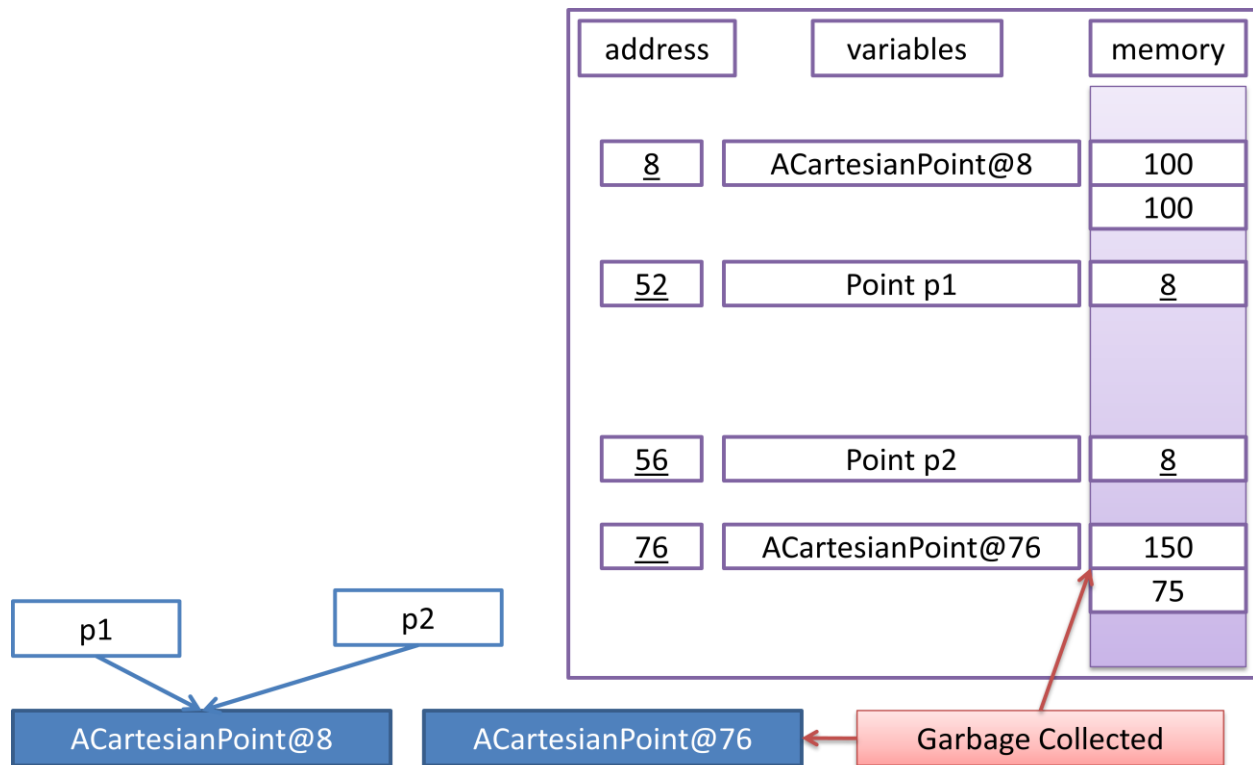 address variables memory
8 ACartesianPoint@8 100
100
52 Point p1 8
56 Point p2 8
76 ACartesianPoint@76 150
75
p1 p2
ACartesianPoint@8 ACartesianPoint@76 Garbage Collected